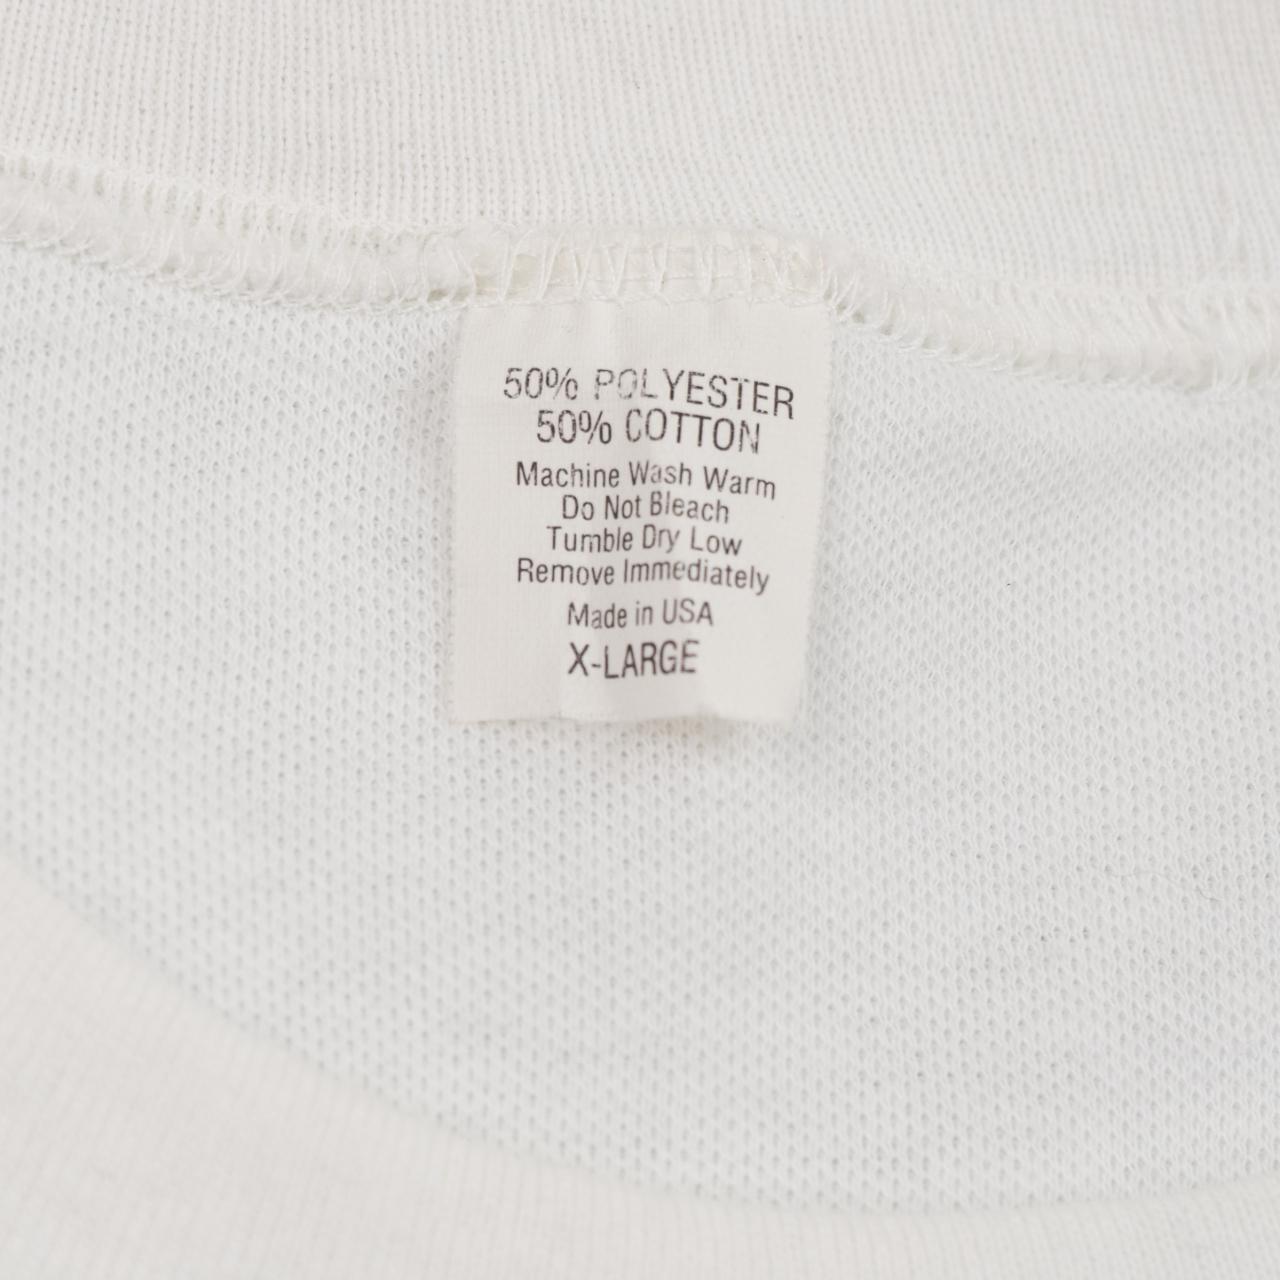 50% POLYESTER
50% COTTON
Machine Wash Warm
Do Not Bleach
Tumble Dry Low
Remove Immediately
Made in USA
X-LARGE